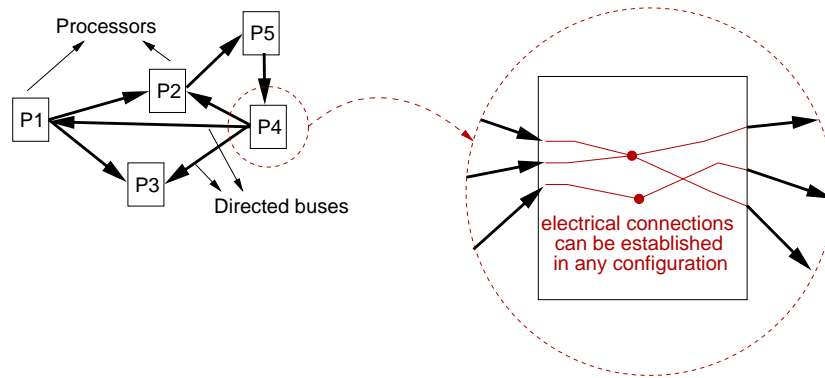 Processors
P5
P2
P1
P4
P3
Directed buses
electrical connections
can be established
in any configuration